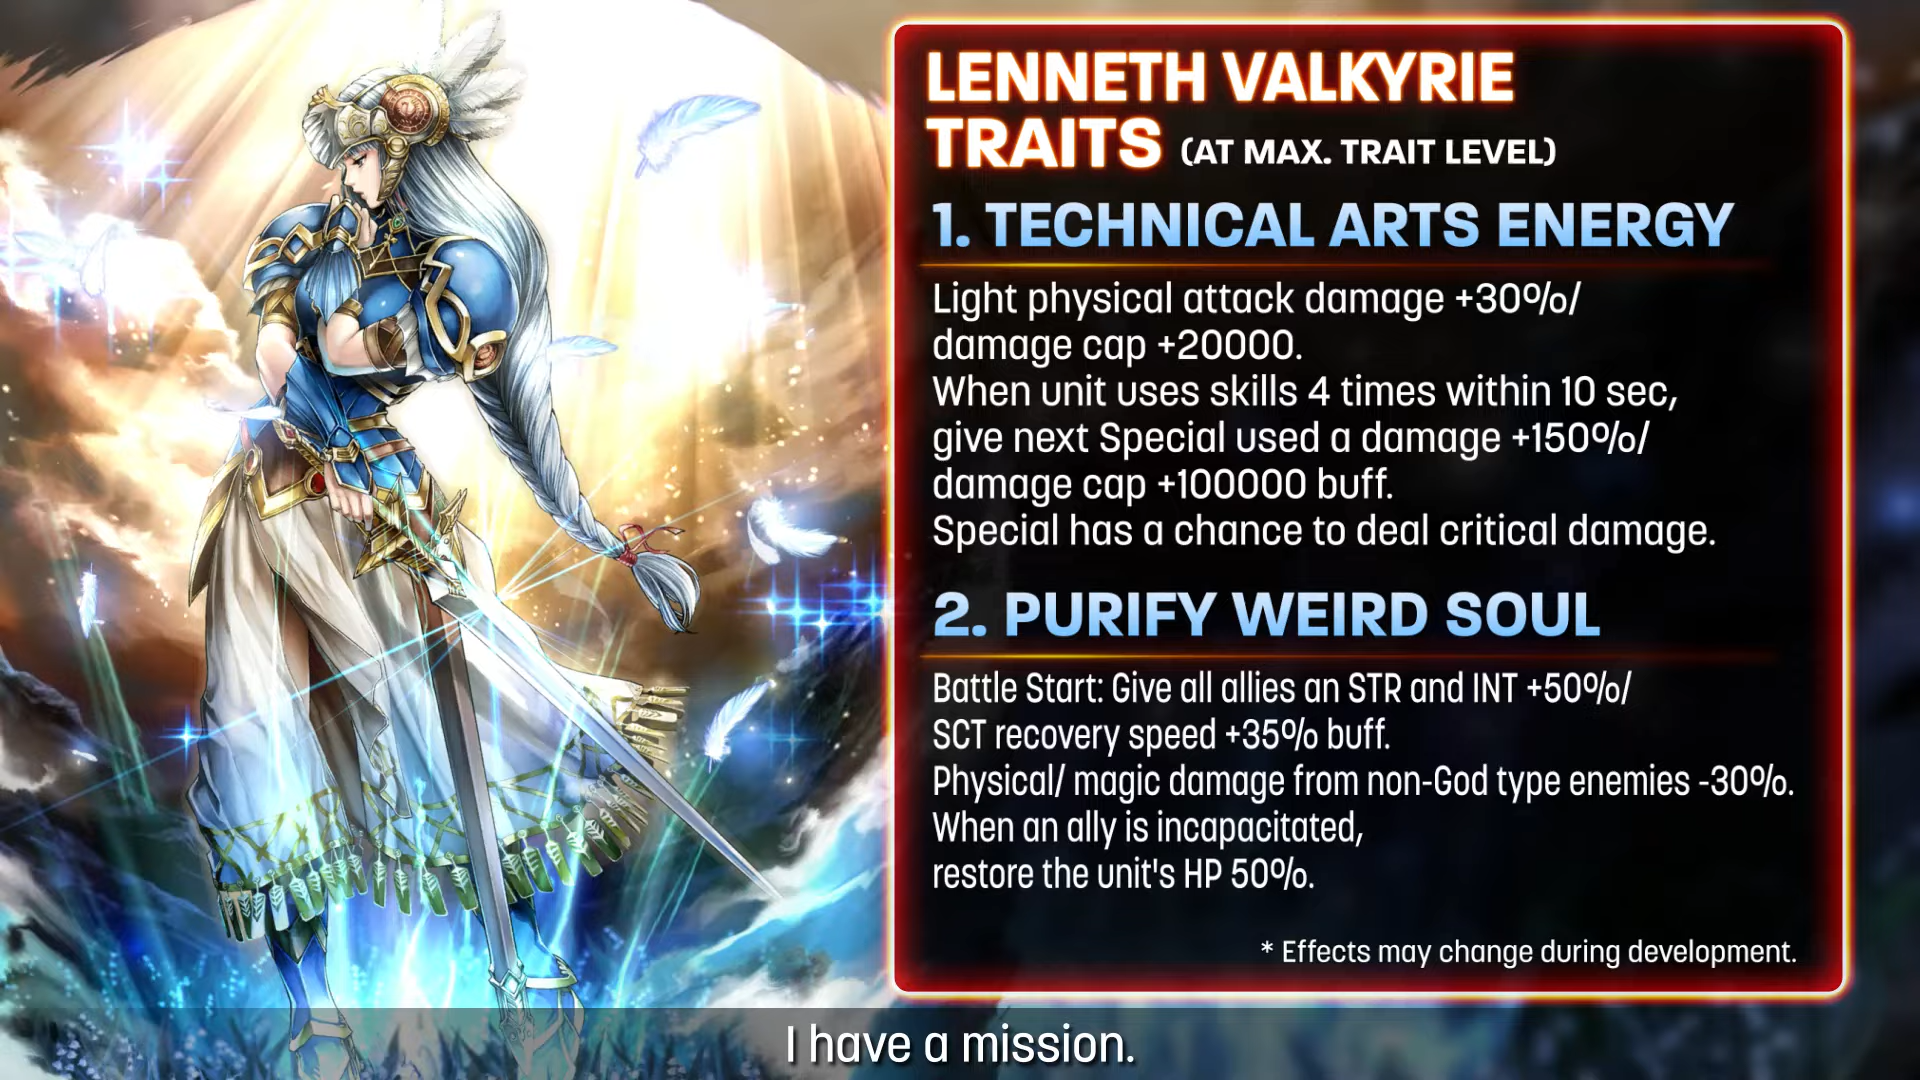 LENNETH VALKYRIE
TRAITS (AT MAX. TRAIT LEVEL)
1. TECHNICAL ARTS ENERGY
Light physical attack damage +30%/
damage cap +20000.
When unit uses skills 4 times within 10 sec,
give next Special used a damage +150%/
damage cap +100000 buff.
Special has a chance to deal critical damage.
2. PURIFY WEIRD SOUL
Battle Start: Give all allies an STR and INT +50%/
SCT recovery speed +35% buff.
Physical/ magic damage from non-God type enemies -30%.
When an ally is incapacitated,
restore the unit's HP 50%.
* Effects may change during development.
I have a mission.